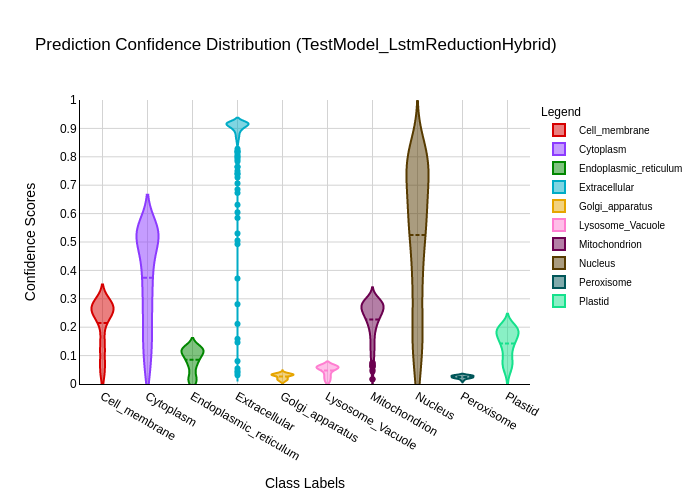 Prediction Confidence Distribution (TestModel_LstmReductionHybrid)
Legend
Cell_membrane
Cytoplasm
Endoplasmic_reticulum
Extracellular
Golgi_apparatus
Lysosome_Vacuole
Mitochondrion
Nucleus
Peroxisome
Plastid
Confidence Scores
1
0.9
0.8
0.7
0.6
0.5
0.4
0.3
0.2
0.1
0
Cell_membrane
Cytoplasm
Endoplasmic_reticulum
Extracellular
Golgi_apparatus
Lysosome_Vacuole
Mitochondrion
Nucleus
Peroxisome
Plastid
Class Labels